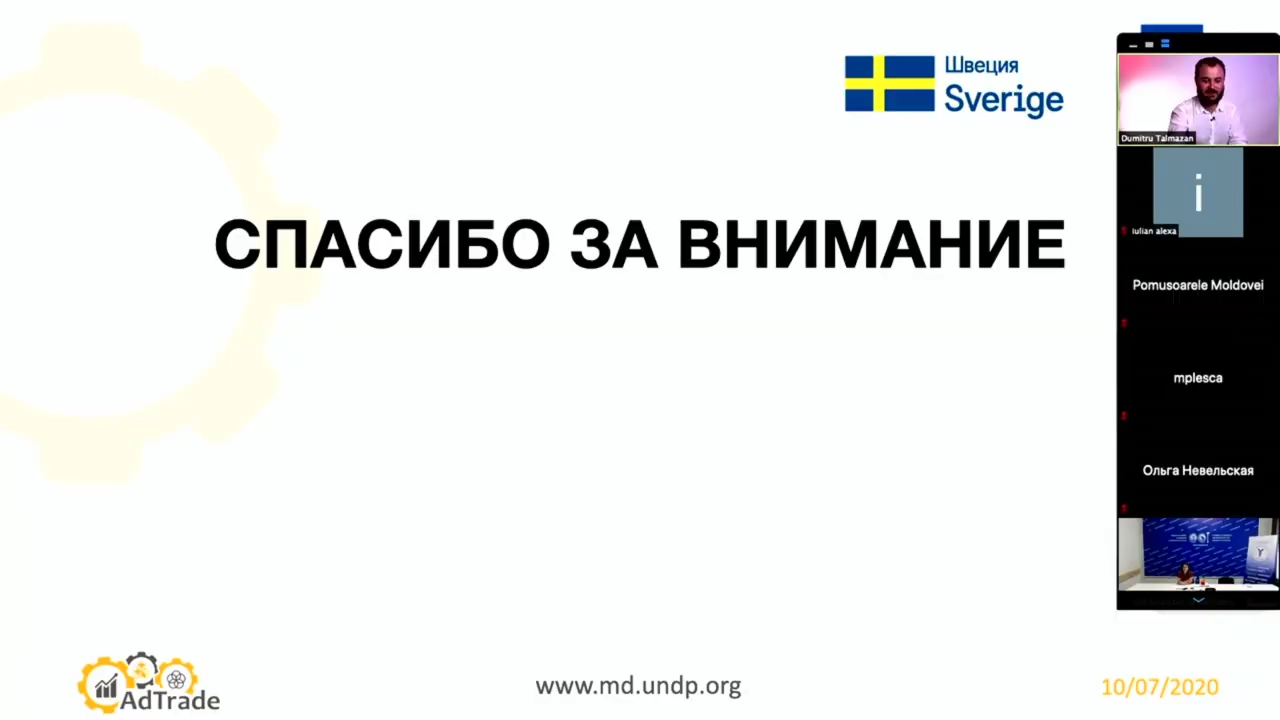 Швеция
Sverige
СПАСИБО ЗА ВНИМАНИЕ
Dumitru Talmazan
i
iulian alexa
Pomusoarele Moldovei
mplesca
Ольга Невельская
AdTrade
www.md.undp.org
10/07/2020